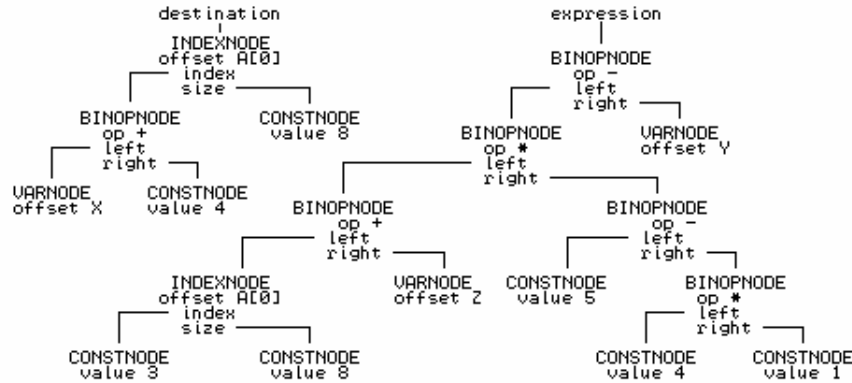 destination expression
INDEXNODE
offset A[0]
index
size
BINOPNODE
op -
left
right
BINOPNODE
op +
left
right
CONSTNODE
value 8
BINOPNODE
op *
left
right
VARNODE
offset Y
VARNODE
offset X
CONSTNODE
value 4
BINOPNODE
op +
left
right
BINOPNODE
op -
left
right
INDEXNODE
offset A[0]
index
size
VARNODE
offset Z
CONSTNODE
value 5
BINOPNODE
op *
left
right
CONSTNODE
value 3
CONSTNODE
value 8
CONSTNODE
value 4
CONSTNODE
value 1